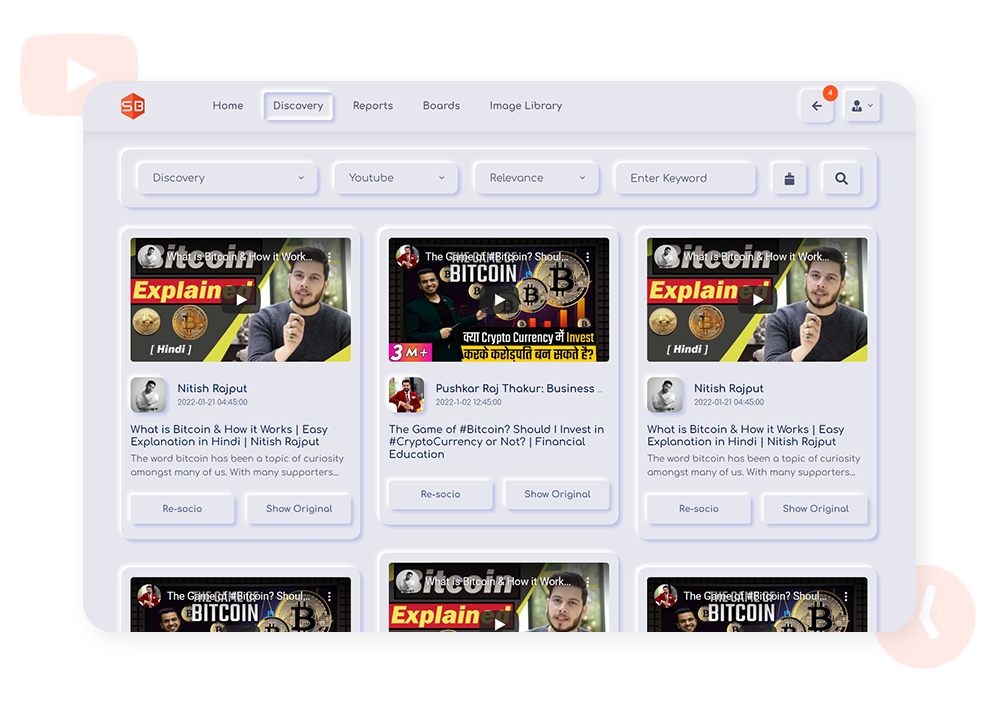 SB
Home
Discovery
Reports
Boards
Image Library
4
Discovery
Youtube
Relevance
Enter Keyword
Bitcoin
What is Bitcoin & How it Work...
Explained
[ Hindi ]
Nitish Rajput
2022-01-21 04:45:00
What is Bitcoin & How it Works | Easy
Explanation in Hindi | Nitish Rajput
The word bitcoin has been a topic of curiosity
amongst many of us. With many supporters...
Re-socio
Show Original
The Game of #Bitcoin? Shoul...
BITCOIN
क्या Crypto Currency में Invest
3 M+
करके करोड़पति बन सकते है?
Pushkar Raj Thakur: Business ..
2022-1-02 12:45:00
The Game of #Bitcoin? Should I Invest in
#CryptoCurrency or Not? | Financial
Education
Re-socio
Show Original
Bitcoin
What is Bitcoin & How it Work...
Explained
[ Hindi ]
Nitish Rajput
2022-01-21 04:45:00
What is Bitcoin & How it Works | Easy
Explanation in Hindi | Nitish Rajput
The word bitcoin has been a topic of curiosity
amongst many of us. With many supporters...
Re-socio
Show Original
The Game of #Bitcoin? Shoul...
BITCOIN
Bitcoin
What is Bitcoin & How it Work...
Explained
The Game of #Bitcoin? Shoul...
BITCOIN